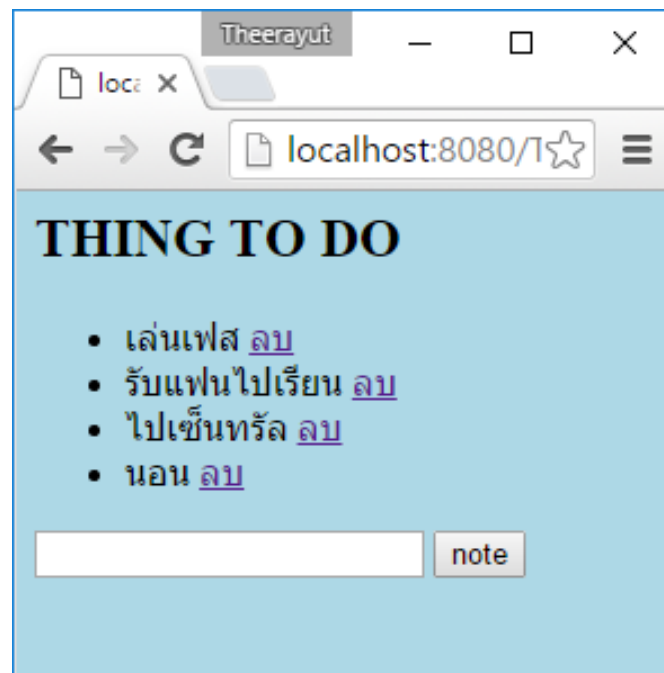 Theerayut
loca
localhost:8080/T
THING TO DO
เล่นเฟส ลบ
รับแฟนไปเรียน ลบ
ไปเซ็นทรัล ลบ
นอน ลบ
note